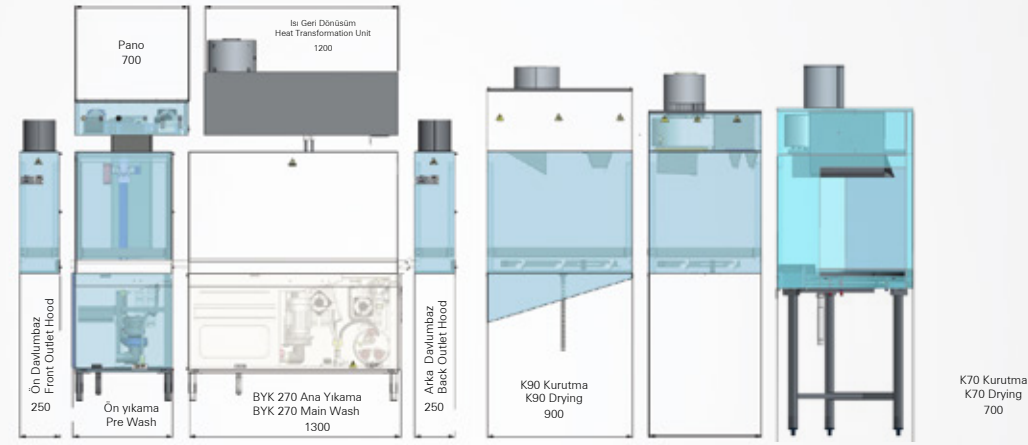 Pano
700
Isı Geri Dönüsüm
Heat Transformation Unit
1200
Ön Davlumbaz
Front Outlet Hood
250
Ön yıkama
Pre Wash
BYK 270 Ana Yıkama
BYK 270 Main Wash
1300
Arka Davlumbaz
Back Outlet Hood
250
K90 Kurutma
K90 Drying
900
K70 Kurutma
K70 Drying
700